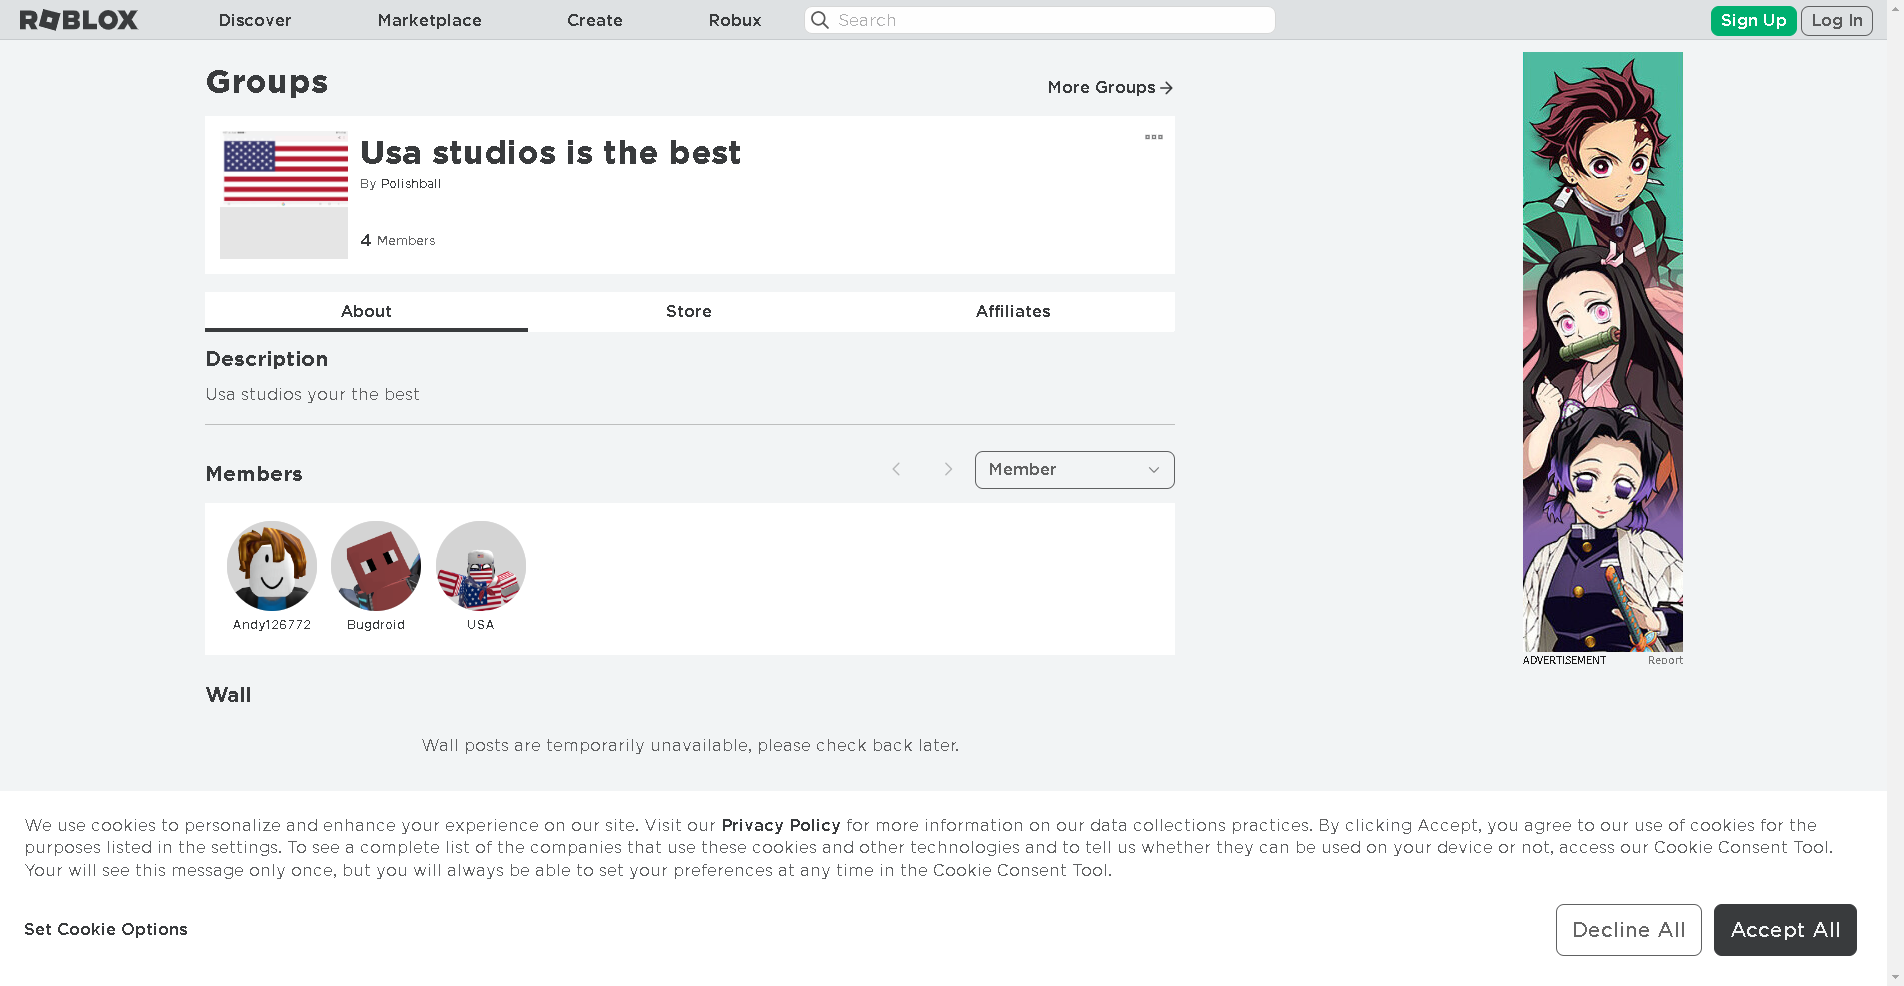 ROBLOX
Discover
Marketplace
Create
Robux
Search
Sign Up
Log In
Groups
More Groups
Usa studios is the best
By Polishball
4 Members
About
Store
Affiliates
Description
Usa studios your the best
Members
Member
Andy126772
Bugdroid
USA
ADVERTISEMENT
Report
Wall
Wall posts are temporarily unavailable, please check back later.
We use cookies to personalize and enhance your experience on our site. Visit our Privacy Policy for more information on our data collections practices. By clicking Accept, you agree to our use of cookies for the
purposes listed in the settings. To see a complete list of the companies that use these cookies and other technologies and to tell us whether they can be used on your device or not, access our Cookie Consent Tool.
Your will see this message only once, but you will always be able to set your preferences at any time in the Cookie Consent Tool.
Set Cookie Options
Decline All
Accept All